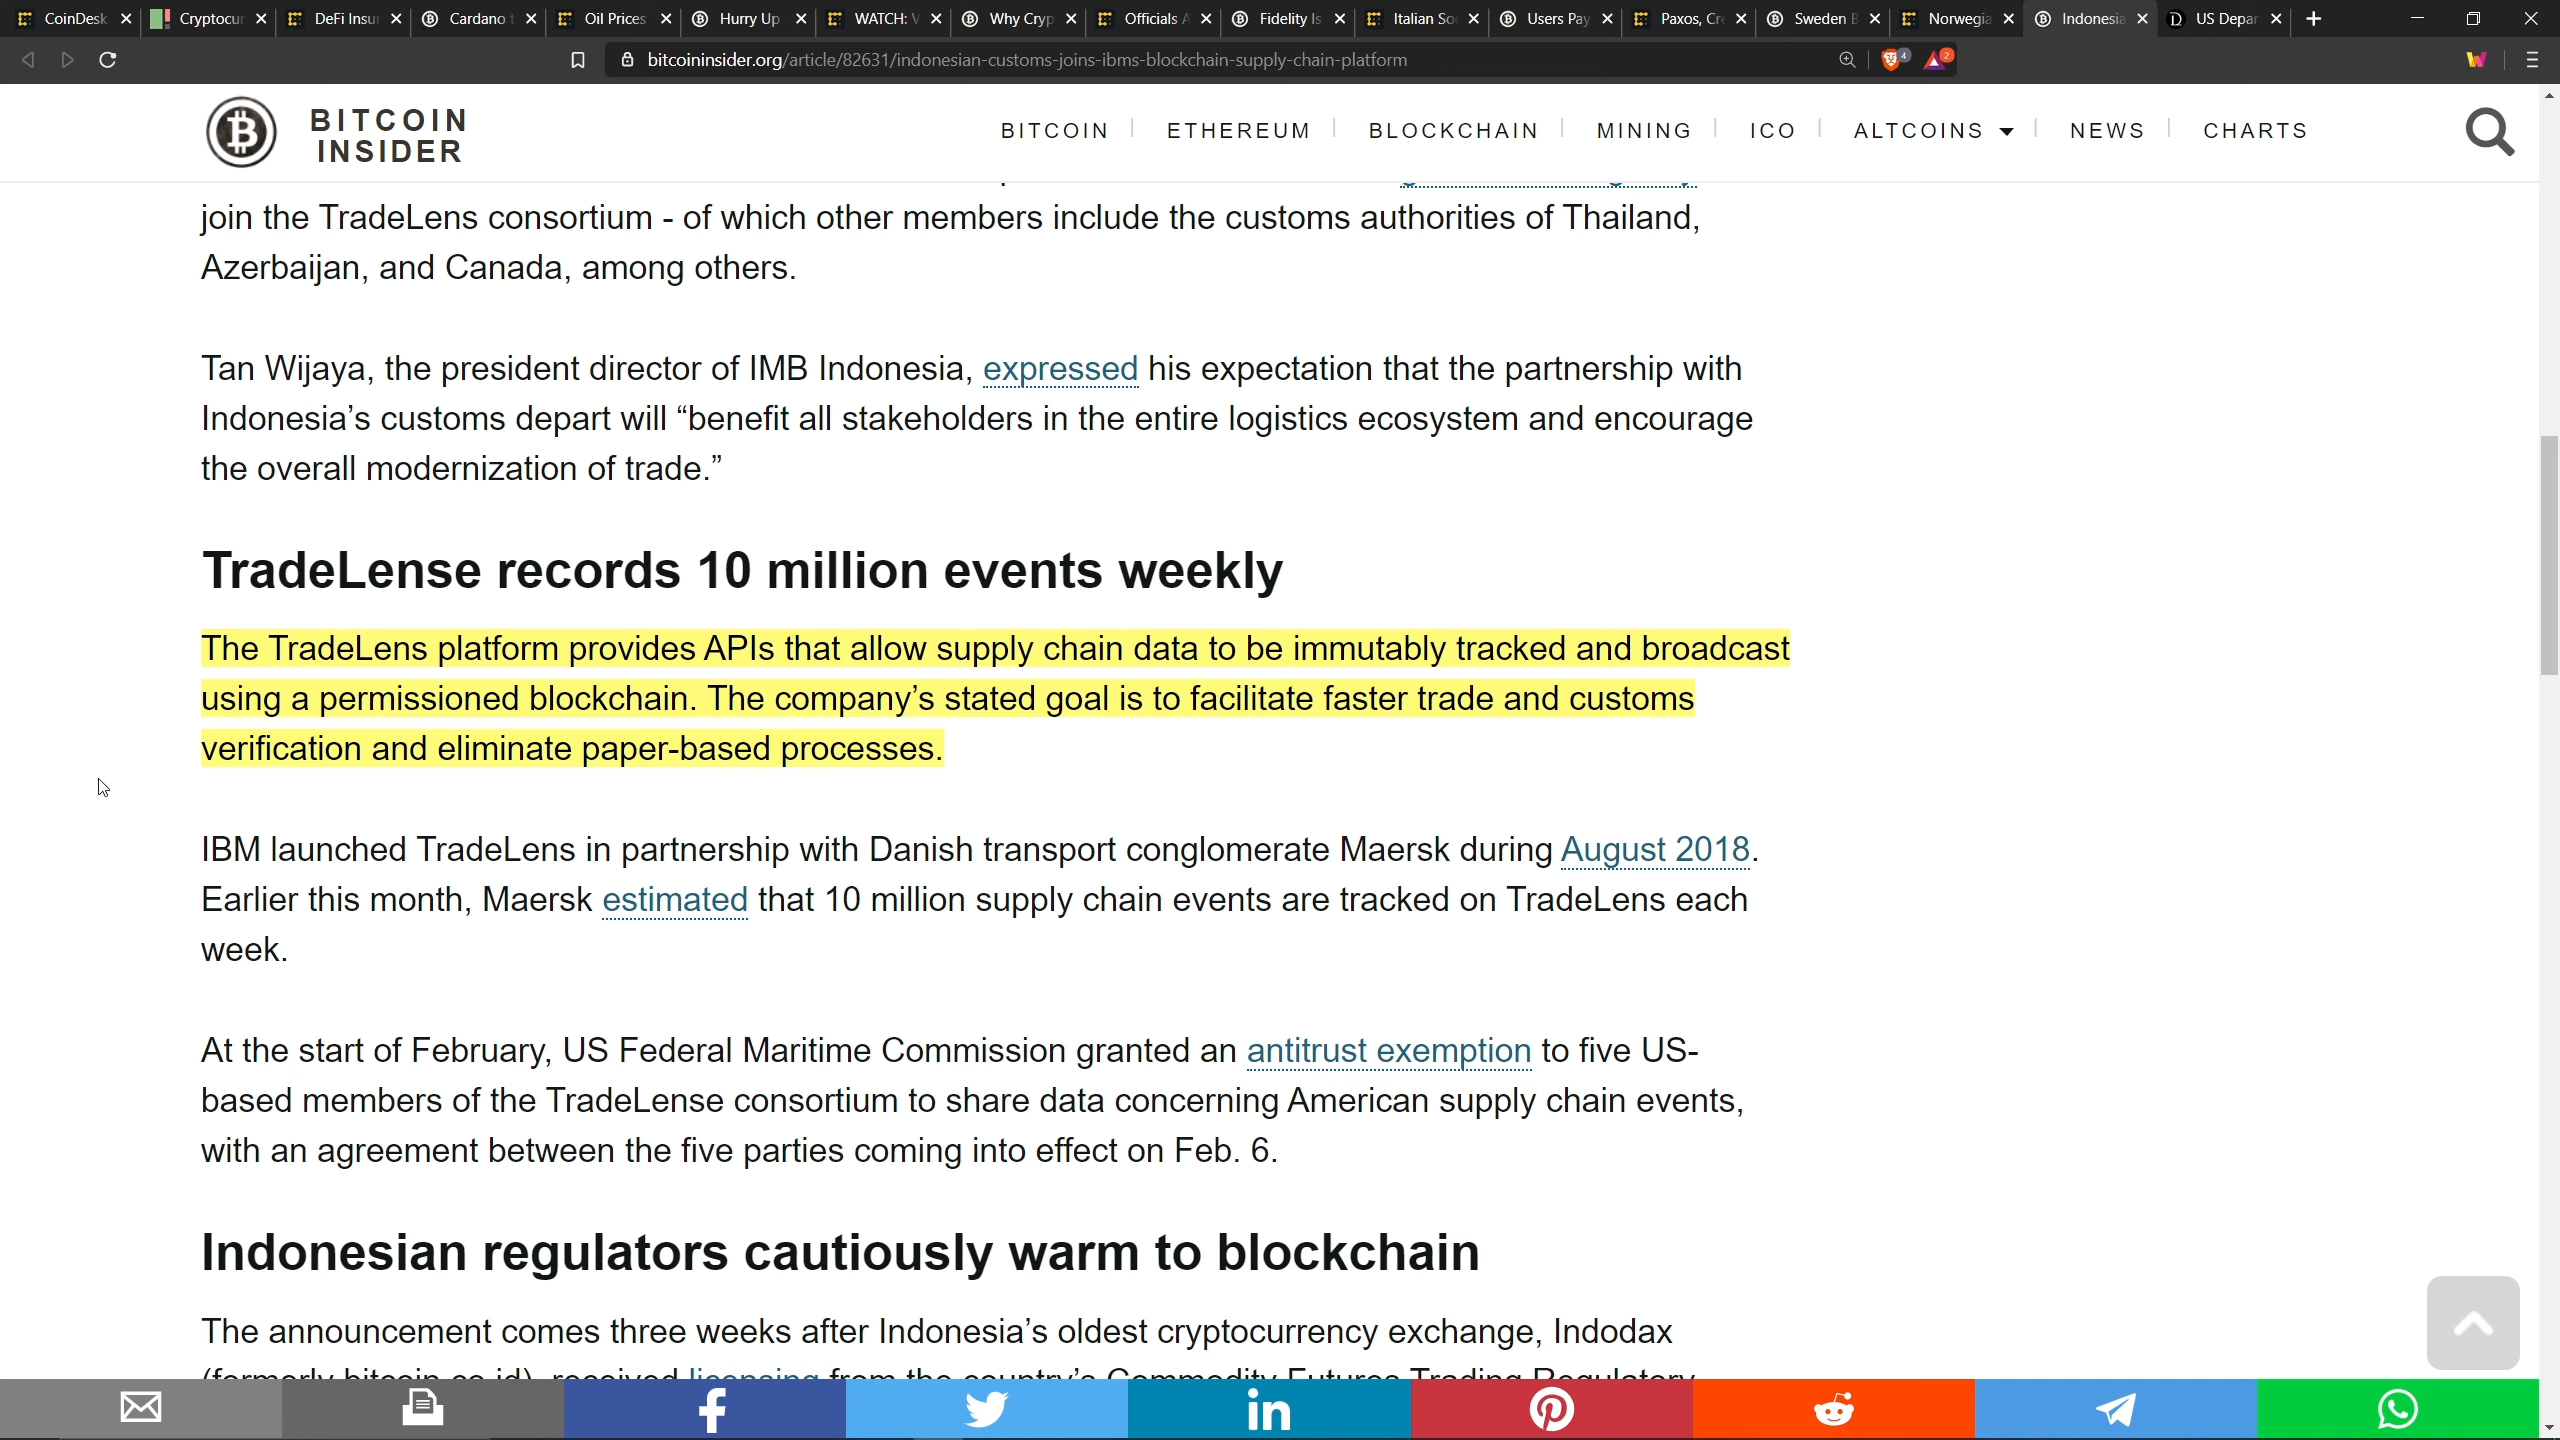 CoinDesk
Cryptocur
DeFi Insu
Cardano t
Oil Prices
Hurry Up
WATCH: V
Why Cryp
Officials A
Fidelity Is
Italian So
Users Pay
Paxos, Cr
Sweden B
Norwegia
Indonesia
US Depar
bitcoininsider.org/article/82631/indonesian-customs-joins-ibms-blockchain-supply-chain-platform
4
2
BITCOIN
INSIDER
BITCOIN
ETHEREUM
BLOCKCHAIN
MINING
ICO
ALTCOINS
NEWS
CHARTS
join the TradeLens consortium - of which other members include the customs authorities of Thailand,
Azerbaijan, and Canada, among others.
Tan Wijaya, the president director of IMB Indonesia, expressed his expectation that the partnership with
Indonesia’s customs depart will “benefit all stakeholders in the entire logistics ecosystem and encourage
the overall modernization of trade.”
TradeLense records 10 million events weekly
The TradeLens platform provides APIs that allow supply chain data to be immutably tracked and broadcast
using a permissioned blockchain. The company’s stated goal is to facilitate faster trade and customs
verification and eliminate paper-based processes.
IBM launched TradeLens in partnership with Danish transport conglomerate Maersk during August 2018.
Earlier this month, Maersk estimated that 10 million supply chain events are tracked on TradeLens each
week.
At the start of February, US Federal Maritime Commission granted an antitrust exemption to five US-
based members of the TradeLense consortium to share data concerning American supply chain events,
with an agreement between the five parties coming into effect on Feb. 6.
Indonesian regulators cautiously warm to blockchain
The announcement comes three weeks after Indonesia’s oldest cryptocurrency exchange, Indodax
(formerly bitcoin.co.id), received licensing from the country’s Commodity Futures Trading Regulatory